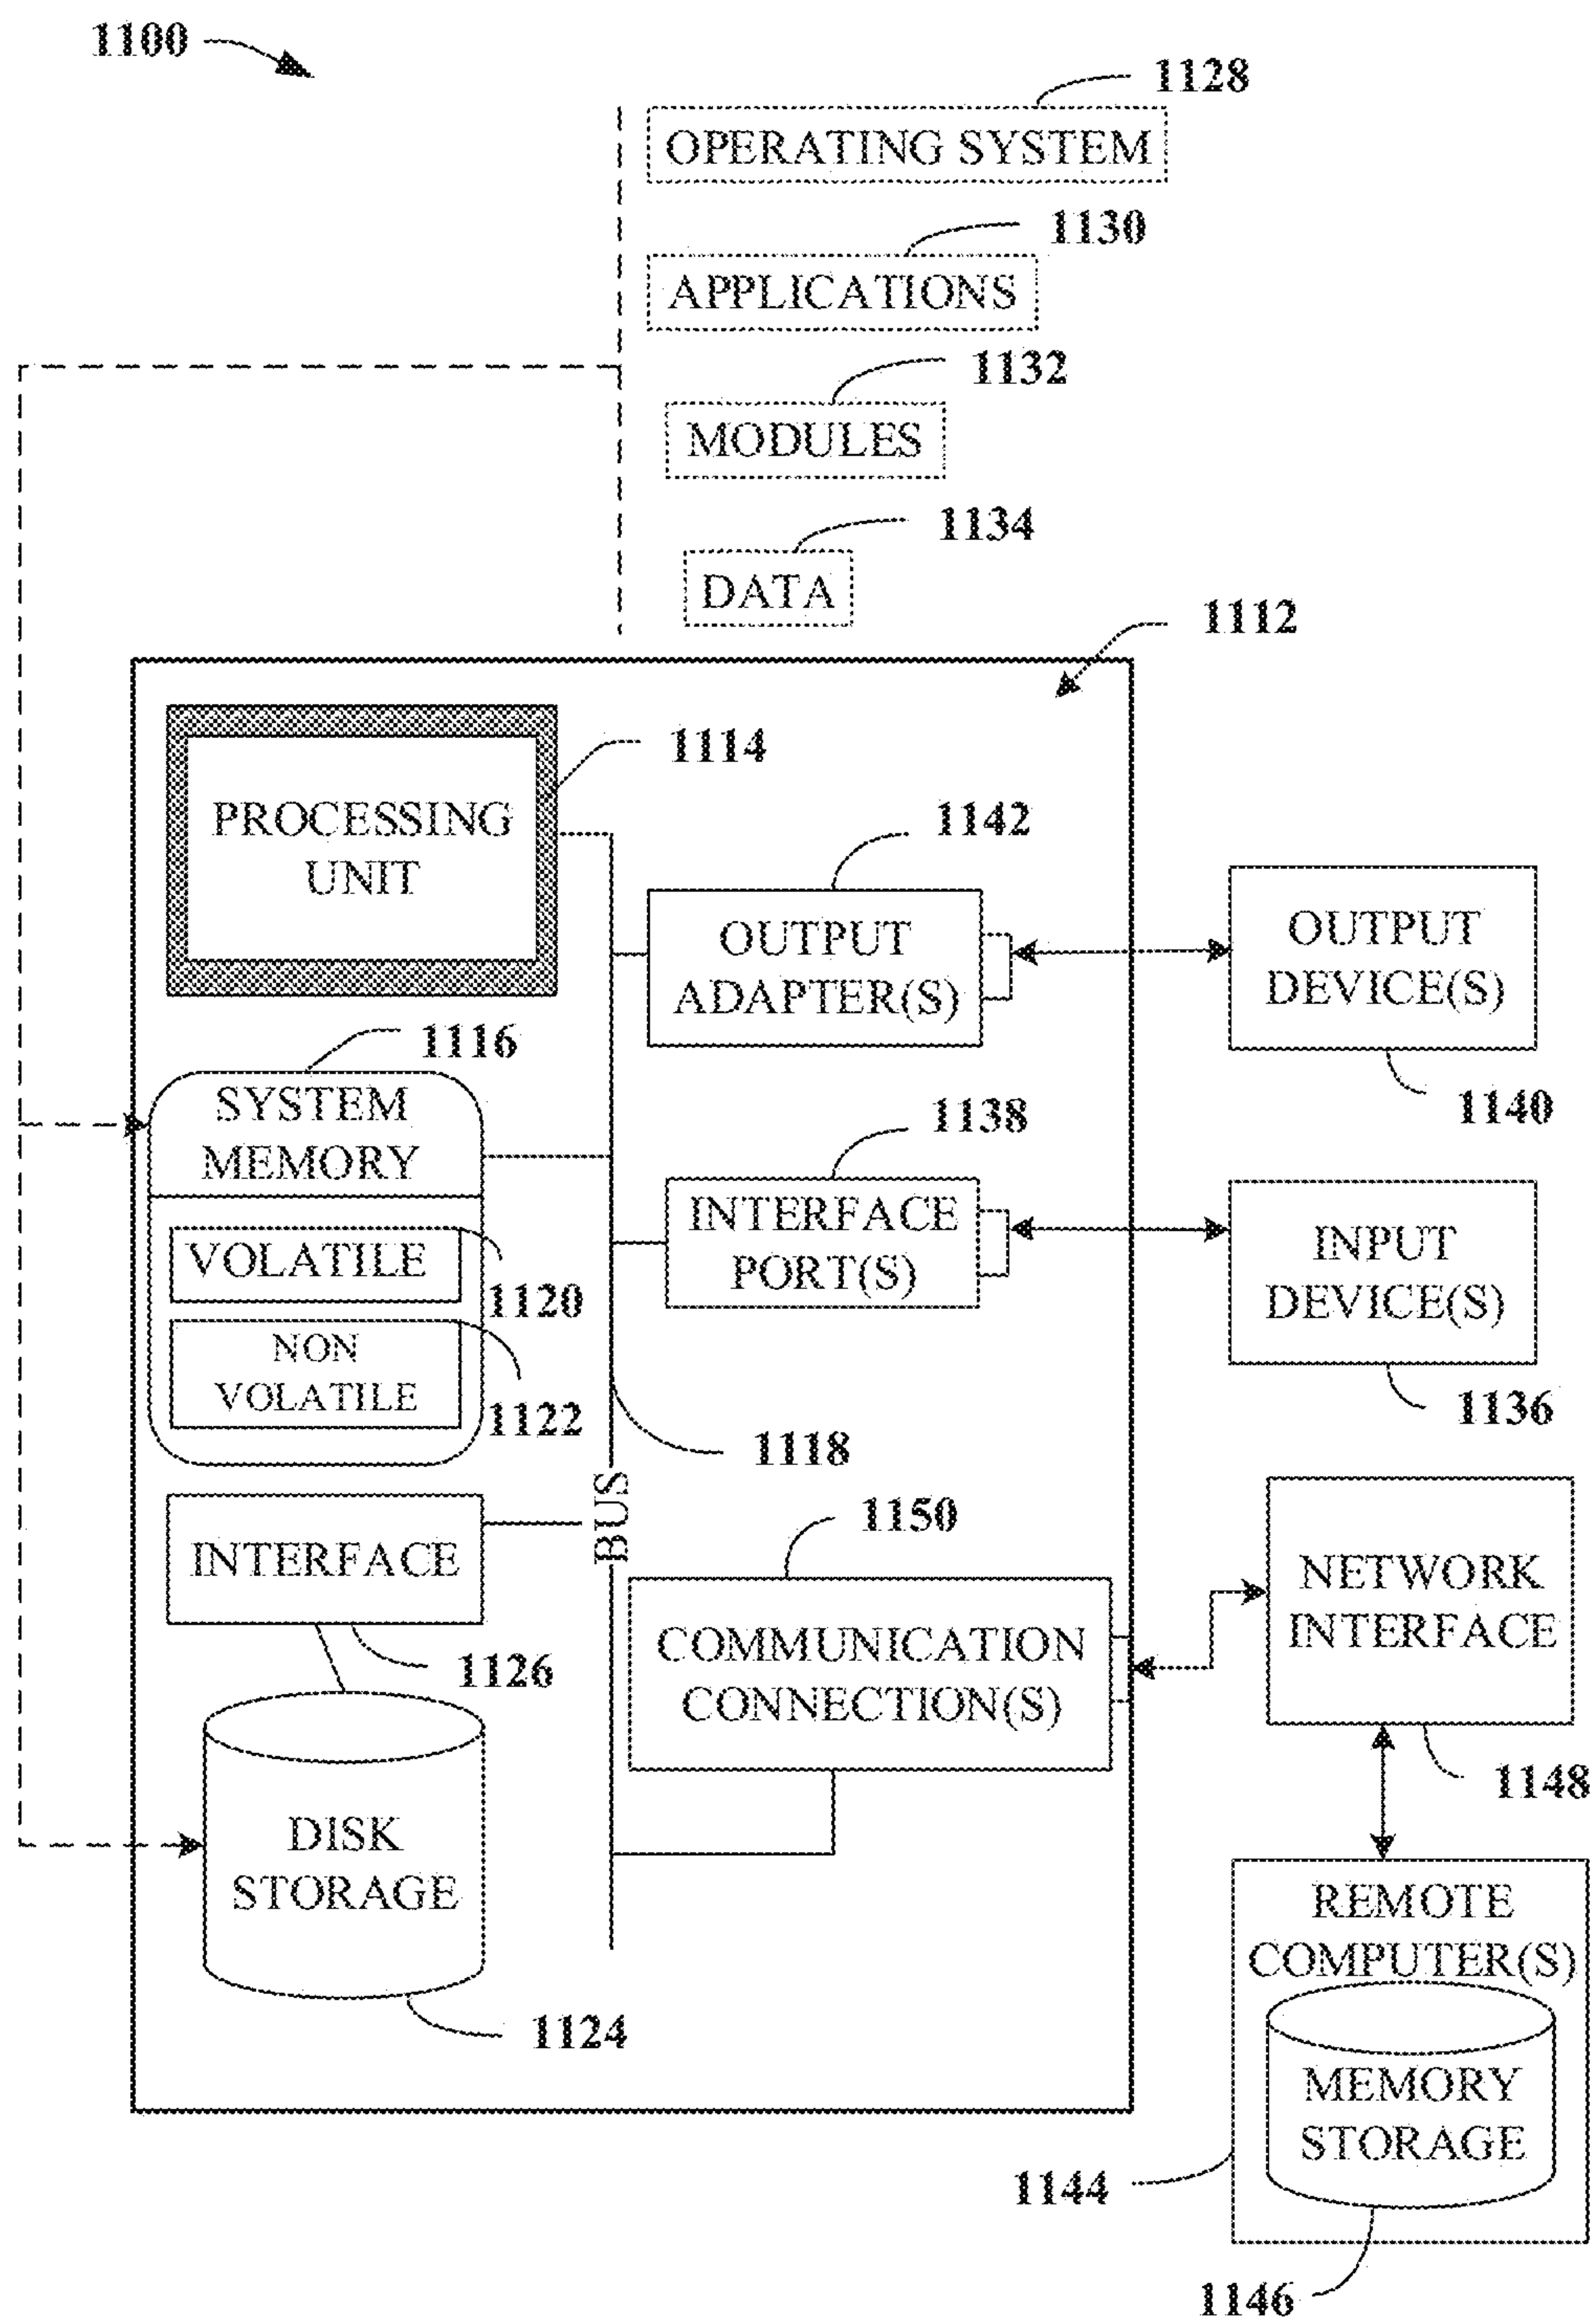 1100
1128
OPERATING SYSTEM
1130
APPLICATIONS
1132
MODULES
1134
DATA
1112
1114
PROCESSING
UNIT
1142
OUTPUT
ADAPTER(S)
OUTPUT
DEVICE(S)
1140
1116
SYSTEM
MEMORY
1138
INTERFACE
PORT(S)
INPUT
DEVICE(S)
1136
VOLATILE
1120
NON
VOLATILE
1122
1118
BUS
1150
INTERFACE
1126
COMMUNICATION
CONNECTION(S)
NETWORK
INTERFACE
1148
DISK
STORAGE
1124
REMOTE
COMPUTER(S)
MEMORY
STORAGE
1144
1146